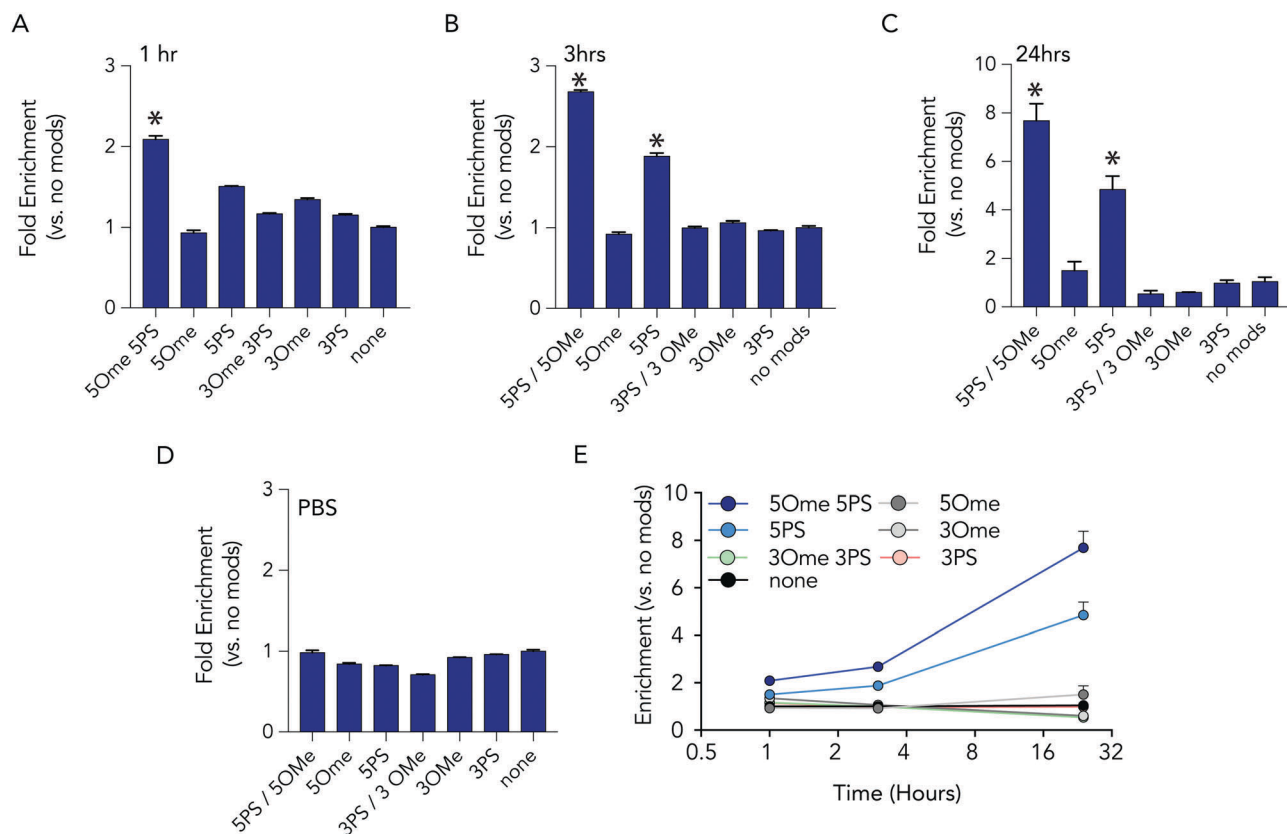 A
1 hr
Fold Enrichment
(vs. no mods)
3
2
1
0
*
5Ome 5PS
5Ome
5PS
3Ome 3PS
3Ome
3PS
none
B
3hrs
Fold Enrichment
(vs. no mods)
3
2
1
0
*
*
5PS / 5OMe
5Ome
5PS
3PS / 3 OMe
3OMe
3PS
no mods
C
24hrs
Fold Enrichment
(vs. no mods)
10
8
6
4
2
0
*
*
5PS / 5OMe
5Ome
5PS
3PS / 3 OMe
3OMe
3PS
no mods
D
PBS
Fold Enrichment
(vs. no mods)
3
2
1
0
5PS / 5OMe
5Ome
5PS
3PS / 3 OMe
3OMe
3PS
none
E
Enrichment (vs. no mods)
10
8
6
4
2
0
5Ome 5PS
5Ome
5PS
3Ome
3Ome 3PS
3PS
none
0.5
1
2
4
8
16
32
Time (Hours)